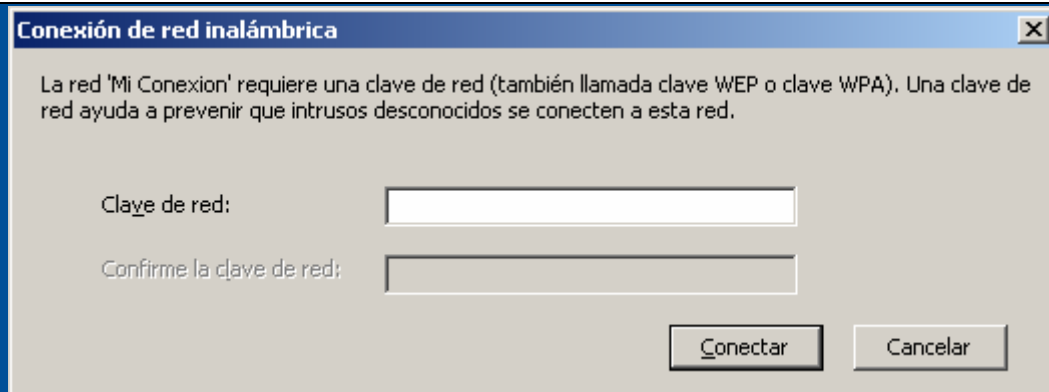 Conexión de red inalámbrica
La red 'Mi Conexion' requiere una clave de red (también llamada clave WEP o clave WPA). Una clave de
red ayuda a prevenir que intrusos desconocidos se conecten a esta red.
Clave de red:
Confirme la clave de red:
Conectar
Cancelar